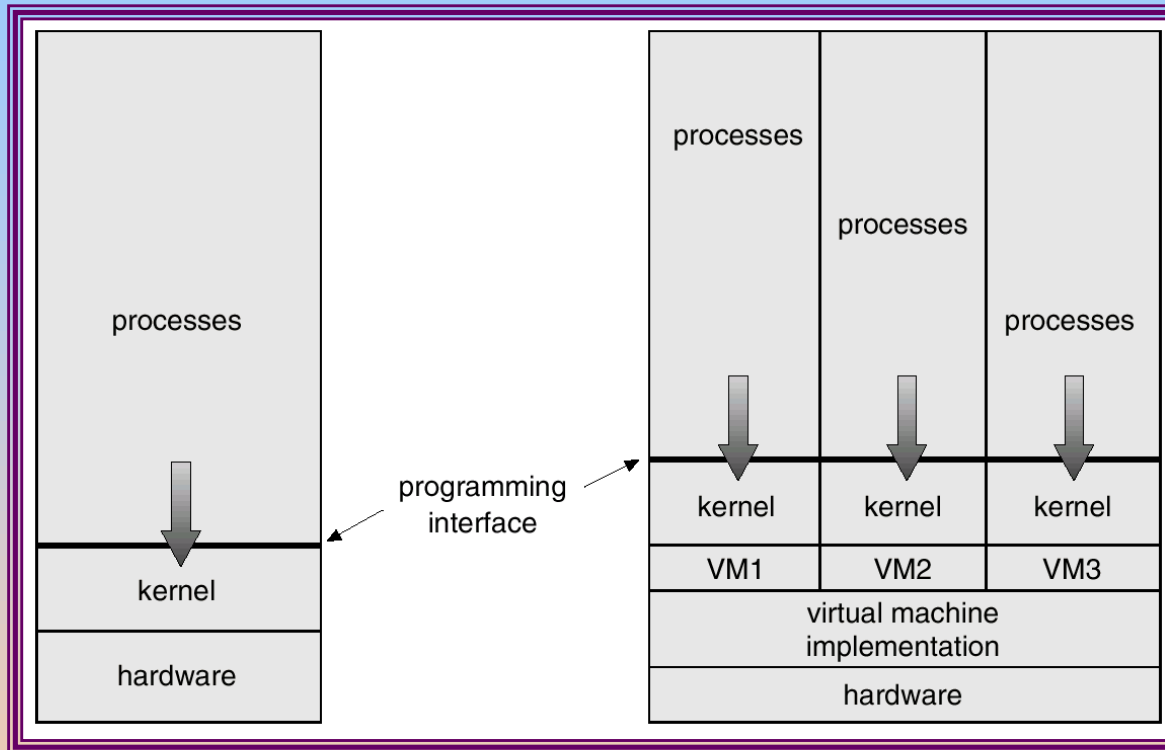 processes
kernel
hardware
programming
interface
processes
processes
processes
kernel
kernel
kernel
VM1
VM2
VM3
virtual machine
implementation
hardware